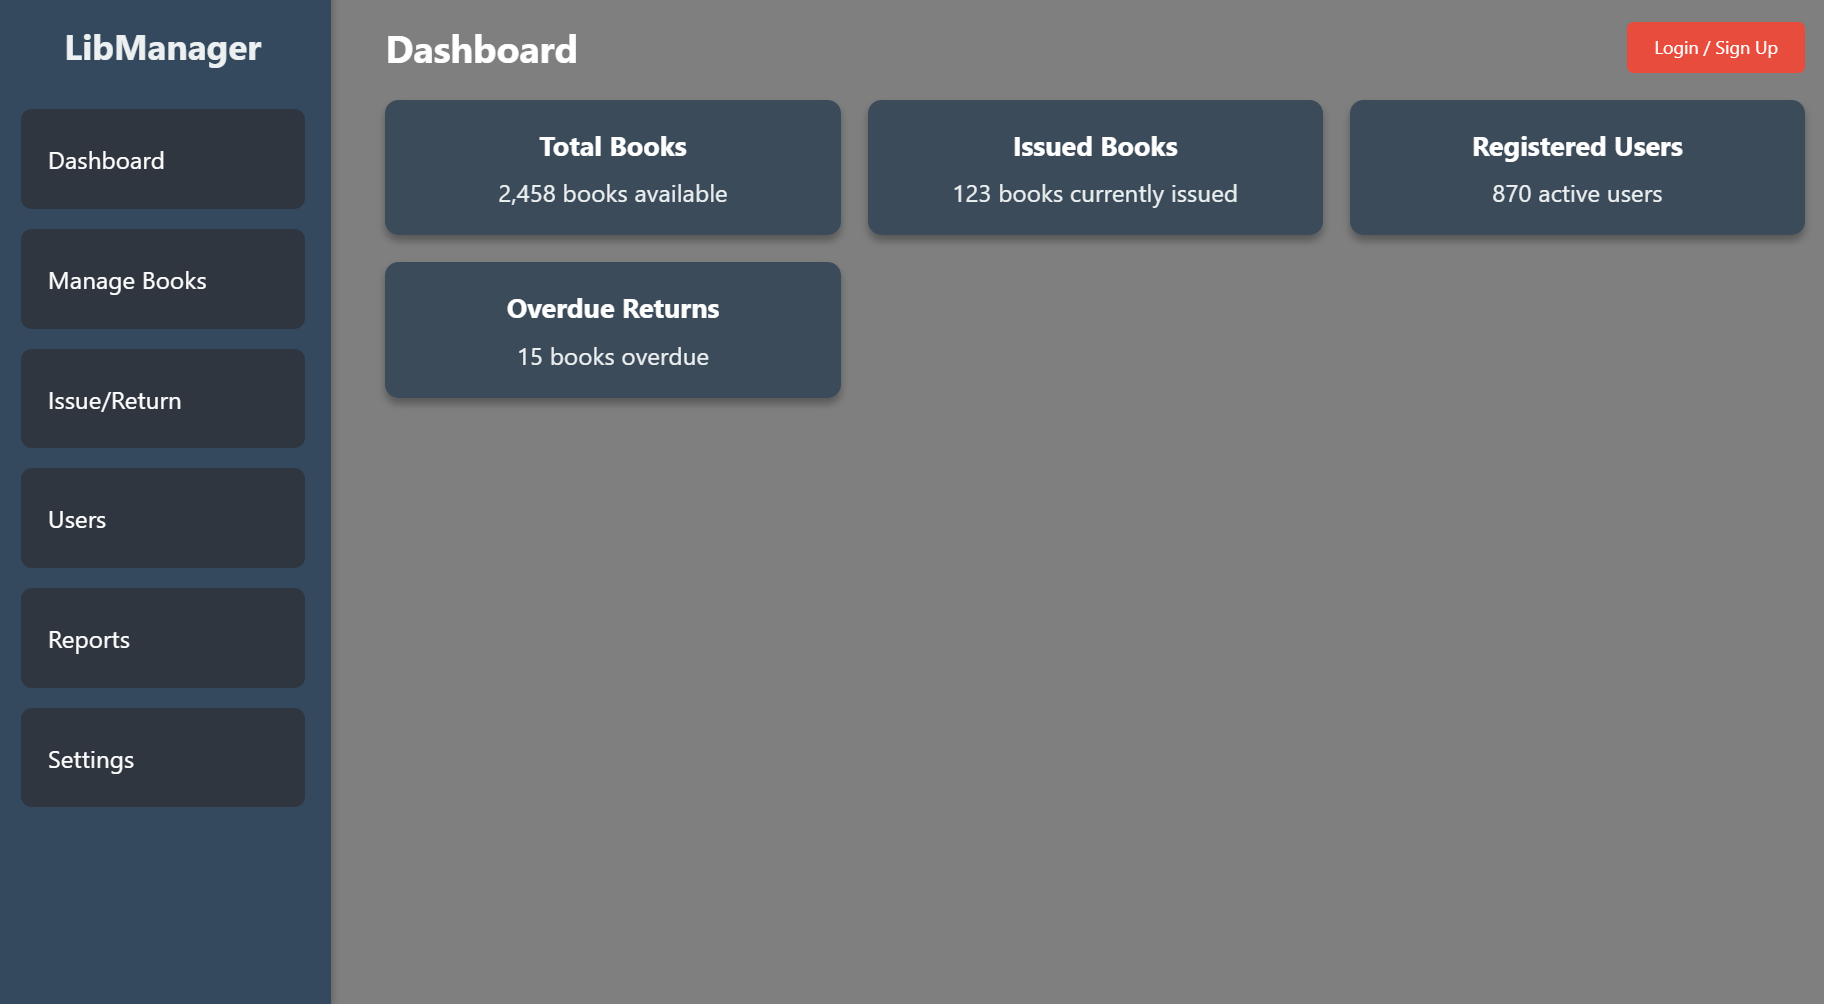 LibManager
Dashboard
Manage Books
Issue/Return
Users
Reports
Settings
Dashboard
Login / Sign Up
Total Books
2,458 books available
Issued Books
123 books currently issued
Registered Users
870 active users
Overdue Returns
15 books overdue